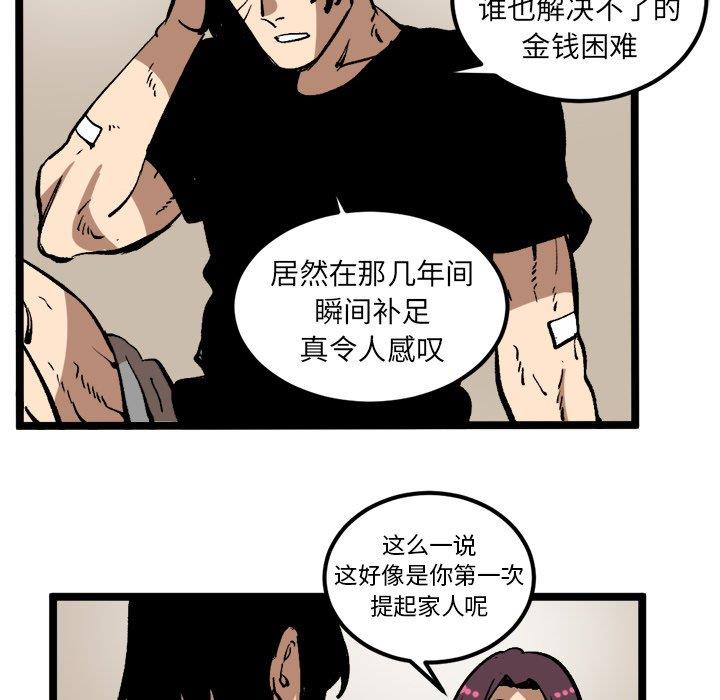 谁也解决不了的
金钱困难
居然在那几年间
瞬间补足
真令人感叹
这么一说
这好像是你第一次
提起家人呢